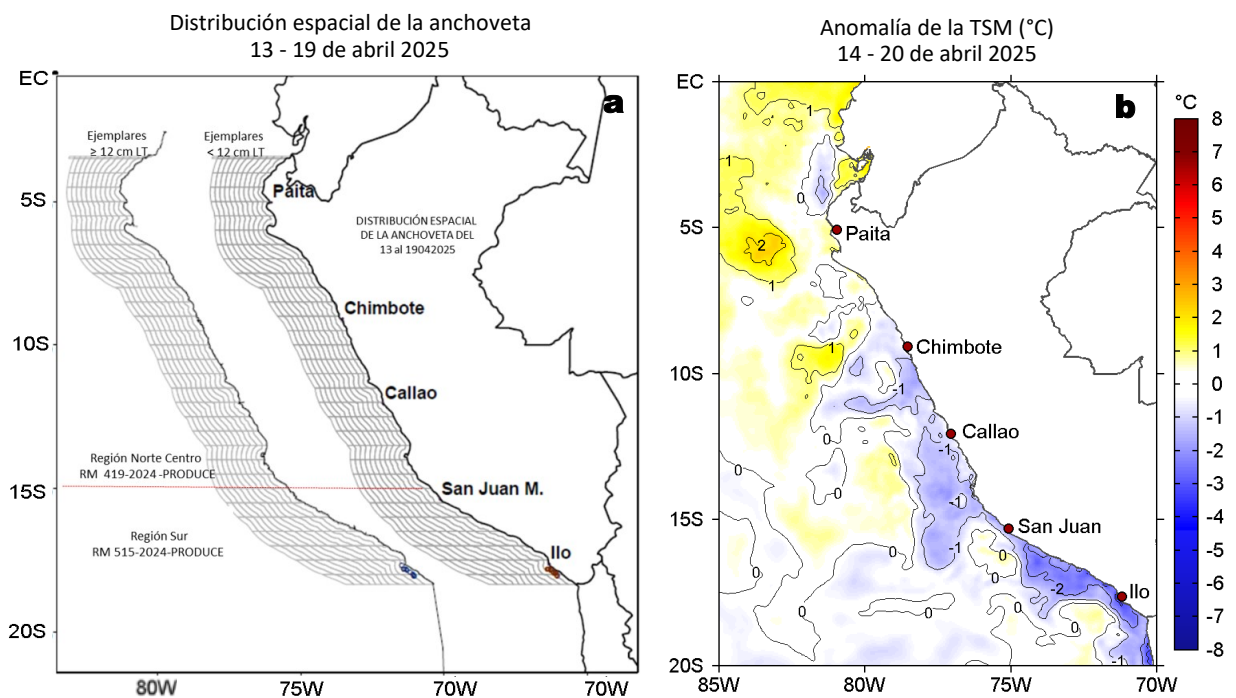 Distribución espacial de la anchoveta
13 - 19 de abril 2025
a
EC
5S
10S
15S
20S
80W
75W
70W
70W
Ejemplares
≥ 12 cm LT
Ejemplares
< 12 cm LT
Paita
DISTRIBUCIÓN ESPACIAL
DE LA ANCHOVETA DEL
13 al 19042025
Chimbote
Callao
Región Norte Centro
RM 419-2024 -PRODUCE
San Juan M.
Región Sur
RM 515-2024-PRODUCE
Ilo
Anomalía de la TSM (°C)
14 - 20 de abril 2025
b
EC
5S
10S
15S
20S
85W
80W
75W
70W
1
1
0
2
1
1
-1
0
-1
0
0
-1
-1
0
0
0
0
0
-2
0
0
-1
Paita
Chimbote
Callao
San Juan
Ilo
°C
8
7
6
5
4
3
2
1
0
-1
-2
-3
-4
-5
-6
-7
-8